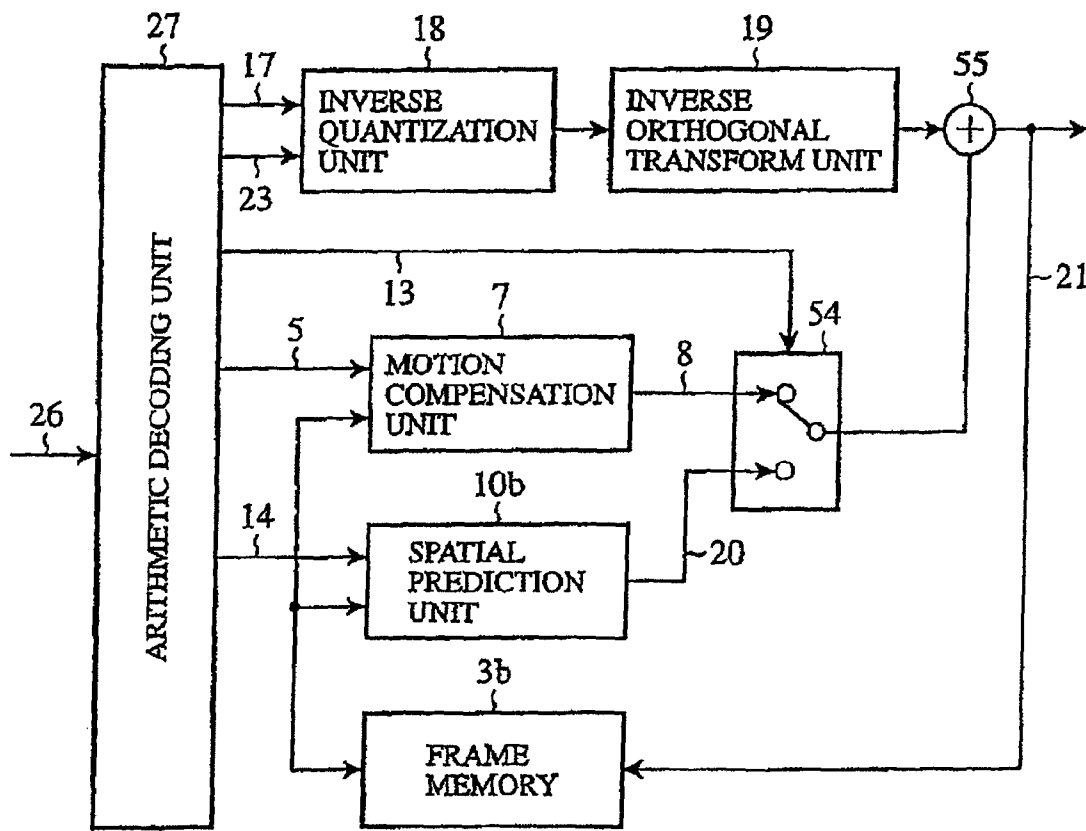 27
17
18
19
55
INVERSE
QUANTIZATION
UNIT
INVERSE
ORTHOGONAL
TRANSFORM UNIT
+
23
13
21
ARITHMETIC DECODING UNIT
5
7
MOTION
COMPENSATION
UNIT
8
54
26
14
10b
SPATIAL
PREDICTION
UNIT
20
3b
FRAME
MEMORY